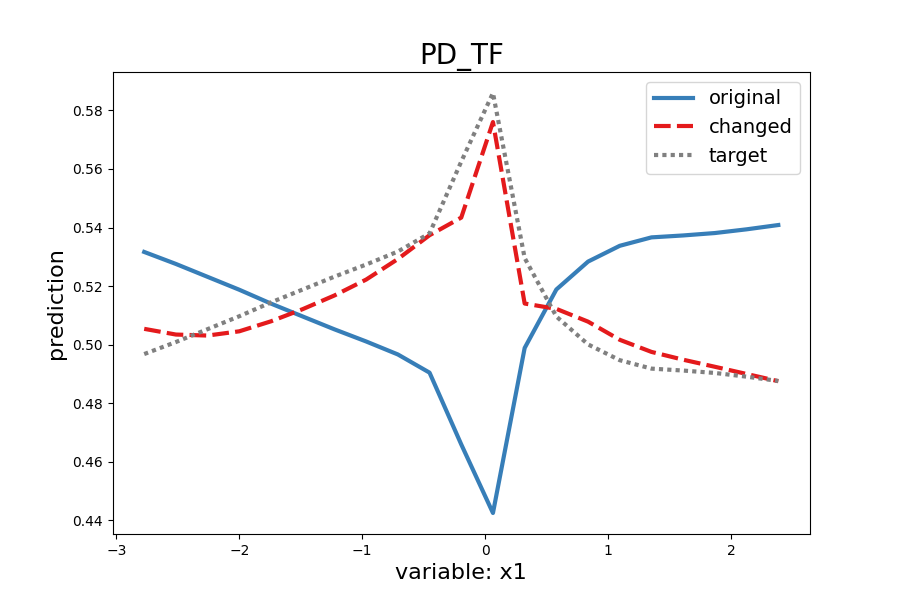 PD_TF
original
changed
target
prediction
0.58
0.56
0.54
0.52
0.50
0.48
0.46
0.44
−3
−2
−1
0
1
2
variable: x1